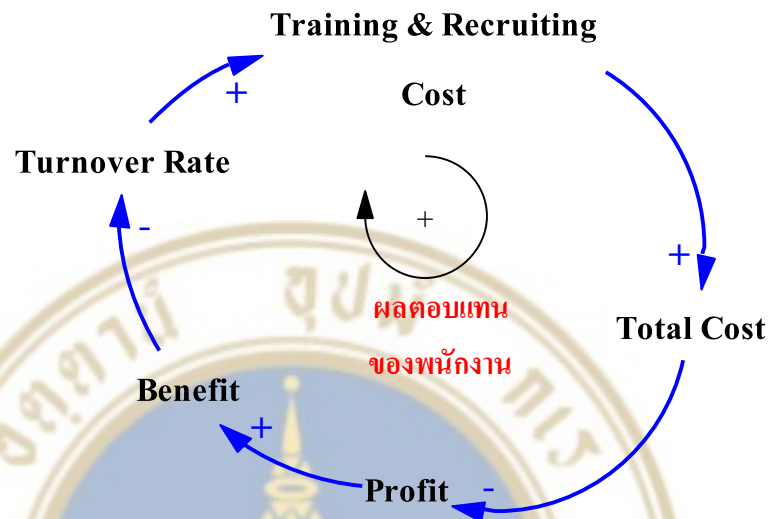 Training & Recruiting
Cost
+
+
Turnover Rate
-
+
+
ผลตอบแทน
ของพนักงาน
Total Cost
Benefit
+
Profit
-